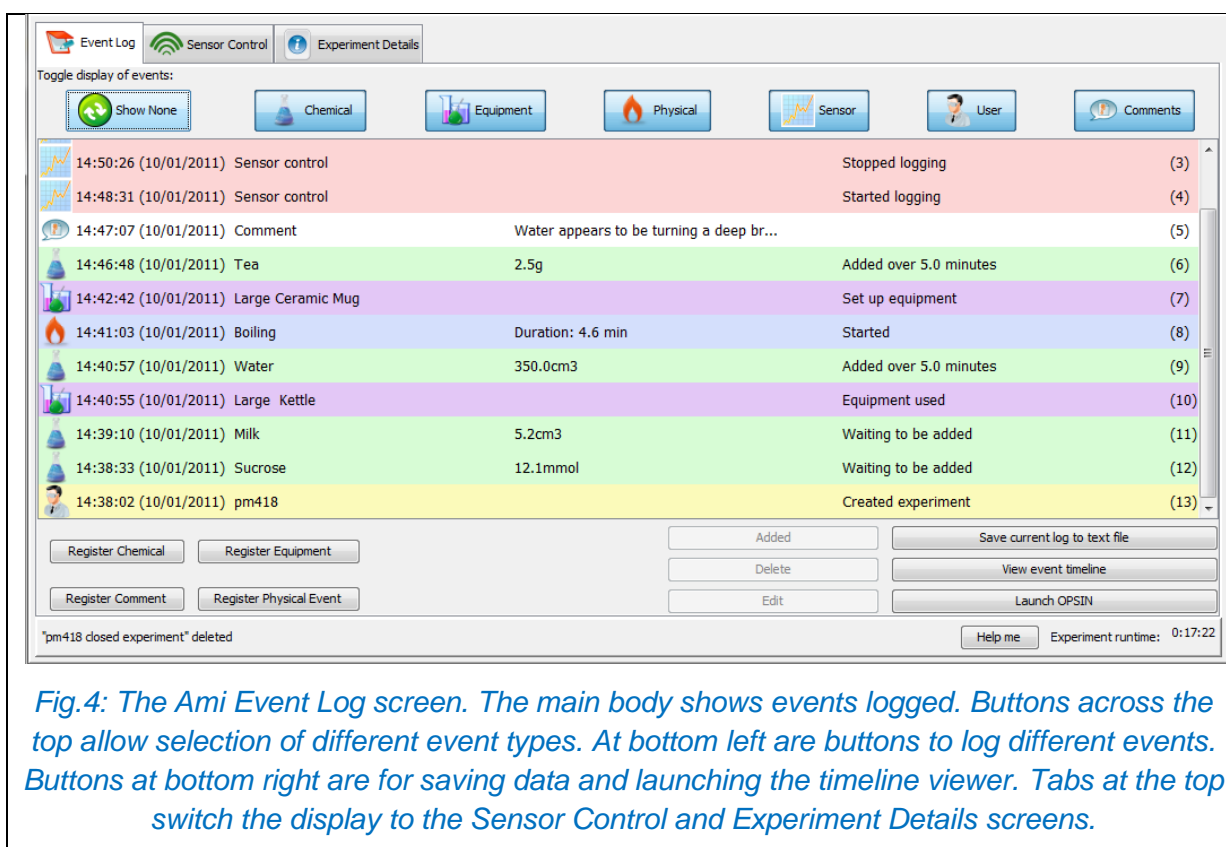 Event Log Sensor Control Experiment Details
Toggle display of events:
Show None Chemical Equipment Physical Sensor User Comments
14:50:26 (10/01/2011) Sensor control Stopped logging (3)
14:48:31 (10/01/2011) Sensor control Started logging (4)
14:47:07 (10/01/2011) Comment Water appears to be turning a deep br... (5)
14:46:48 (10/01/2011) Tea 2.5g Added over 5.0 minutes (6)
14:42:42 (10/01/2011) Large Ceramic Mug Set up equipment (7)
14:41:03 (10/01/2011) Boiling Duration: 4.6 min Started (8)
14:40:57 (10/01/2011) Water 350.0cm3 Added over 5.0 minutes (9)
14:40:55 (10/01/2011) Large Kettle Equipment used (10)
14:39:10 (10/01/2011) Milk 5.2cm3 Waiting to be added (11)
14:38:33 (10/01/2011) Sucrose 12.1mmol Waiting to be added (12)
14:38:02 (10/01/2011) pm418 Created experiment (13)
Register Chemical Register Equipment Added Save current log to text file
Delete View event timeline
Register Comment Register Physical Event Edit Launch OPSIN
"pm418 closed experiment" deleted Help me Experiment runtime: 0:17:22
Fig.4: The Ami Event Log screen. The main body shows events logged. Buttons across the
top allow selection of different event types. At bottom left are buttons to log different events.
Buttons at bottom right are for saving data and launching the timeline viewer. Tabs at the top
switch the display to the Sensor Control and Experiment Details screens.